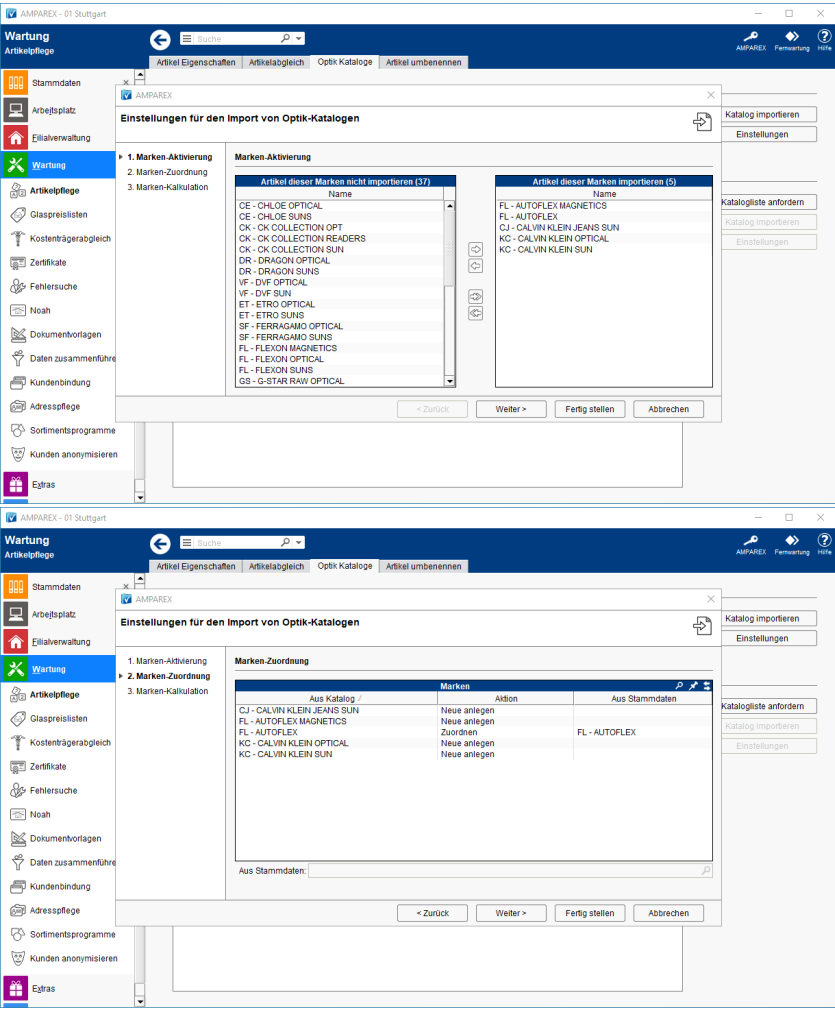 AMPAREX - 01 Stuttgart
Wartung
Artikelpflege
Suche
AMPAREX Fernwartung Hilfe
Artikel Eigenschaften Artikelabgleich Optik Kataloge Artikel umbenennen
Stammdaten
Arbeitsplatz
Filialverwaltung
Wartung
Artikelpflege
Glaspreislisten
Kostenträgerabgleich
Zertifikate
Fehlersuche
Noah
Dokumentvorlagen
Daten zusammenführe
Kundenbindung
Adresspflege
Sortimentsprogramme
Kunden anonymisieren
Extras
AMPAREX
Einstellungen für den Import von Optik-Katalogen
1. Marken-Aktivierung
2. Marken-Zuordnung
3. Marken-Kalkulation
Marken-Aktivierung
Artikel dieser Marken nicht importieren (37)
Name
CE - CHLOE OPTICAL
CE - CHLOE SUNS
CK - CK COLLECTION OPT
CK - CK COLLECTION READERS
CK - CK COLLECTION SUN
DR - DRAGON OPTICAL
DR - DRAGON SUNS
VF - DVF OPTICAL
VF - DVF SUN
ET - ETRO OPTICAL
ET - ETRO SUNS
SF - FERRAGAMO OPTICAL
SF - FERRAGAMO SUNS
FL - FLEXON MAGNETICS
FL - FLEXON OPTICAL
FL - FLEXON SUNS
GS - G-STAR RAW OPTICAL
Artikel dieser Marken importieren (5)
Name
FL - AUTOFLEX MAGNETICS
FL - AUTOFLEX
CJ - CALVIN KLEIN JEANS SUN
KC - CALVIN KLEIN OPTICAL
KC - CALVIN KLEIN SUN
< Zurück Weiter > Fertig stellen Abbrechen
Katalog importieren
Einstellungen
Katalogliste anfordern
Katalog importieren
Einstellungen
AMPAREX - 01 Stuttgart
Wartung
Artikelpflege
Suche
AMPAREX Fernwartung Hilfe
Artikel Eigenschaften Artikelabgleich Optik Kataloge Artikel umbenennen
Stammdaten
Arbeitsplatz
Filialverwaltung
Wartung
Artikelpflege
Glaspreislisten
Kostenträgerabgleich
Zertifikate
Fehlersuche
Noah
Dokumentvorlagen
Daten zusammenführe
Kundenbindung
Adresspflege
Sortimentsprogramme
Kunden anonymisieren
Extras
AMPAREX
Einstellungen für den Import von Optik-Katalogen
1. Marken-Aktivierung
2. Marken-Zuordnung
3. Marken-Kalkulation
Marken-Zuordnung
Marken
Aus Katalog Aktion Aus Stammdaten
CJ - CALVIN KLEIN JEANS SUN Neue anlegen
FL - AUTOFLEX MAGNETICS Neue anlegen
FL - AUTOFLEX Zuordnen FL - AUTOFLEX
KC - CALVIN KLEIN OPTICAL Neue anlegen
KC - CALVIN KLEIN SUN Neue anlegen
Aus Stammdaten:
< Zurück Weiter > Fertig stellen Abbrechen
Katalog importieren
Einstellungen
Katalogliste anfordern
Katalog importieren
Einstellungen